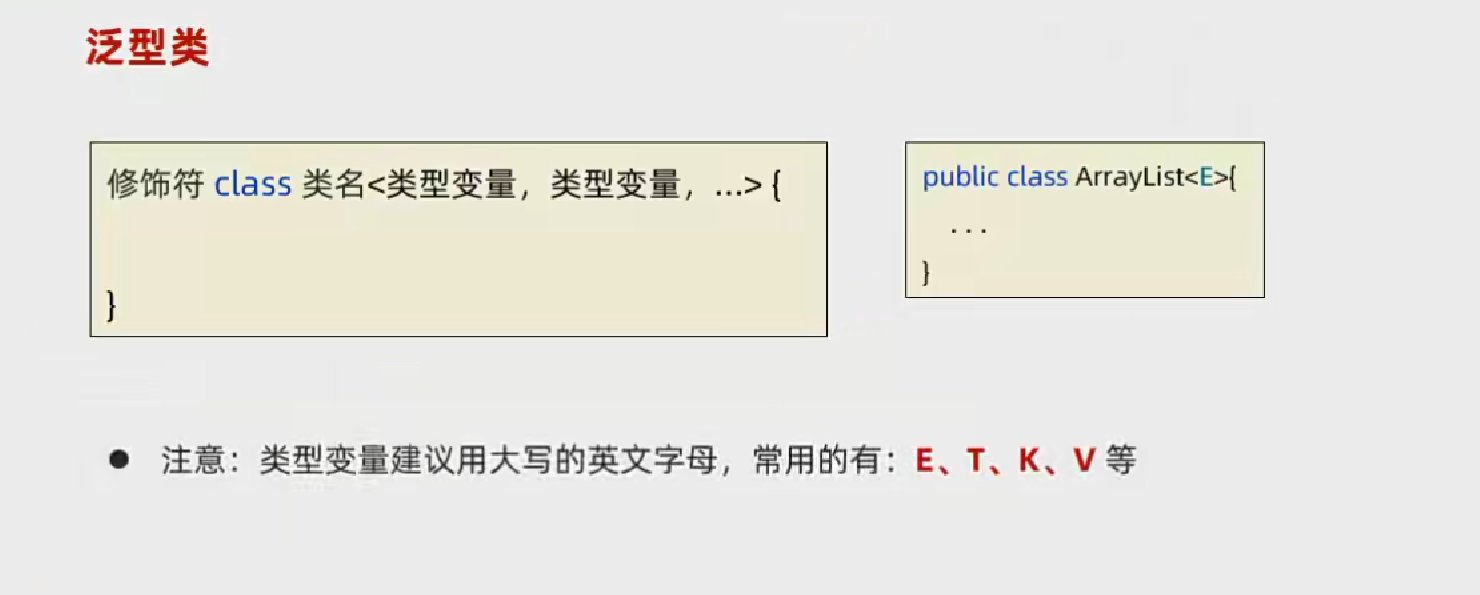 泛型类
修饰符 class 类名<类型变量，类型变量，...> {
}
public class ArrayList<E>{
...
}
● 注意：类型变量建议用大写的英文字母，常用的有：E、T、K、V 等